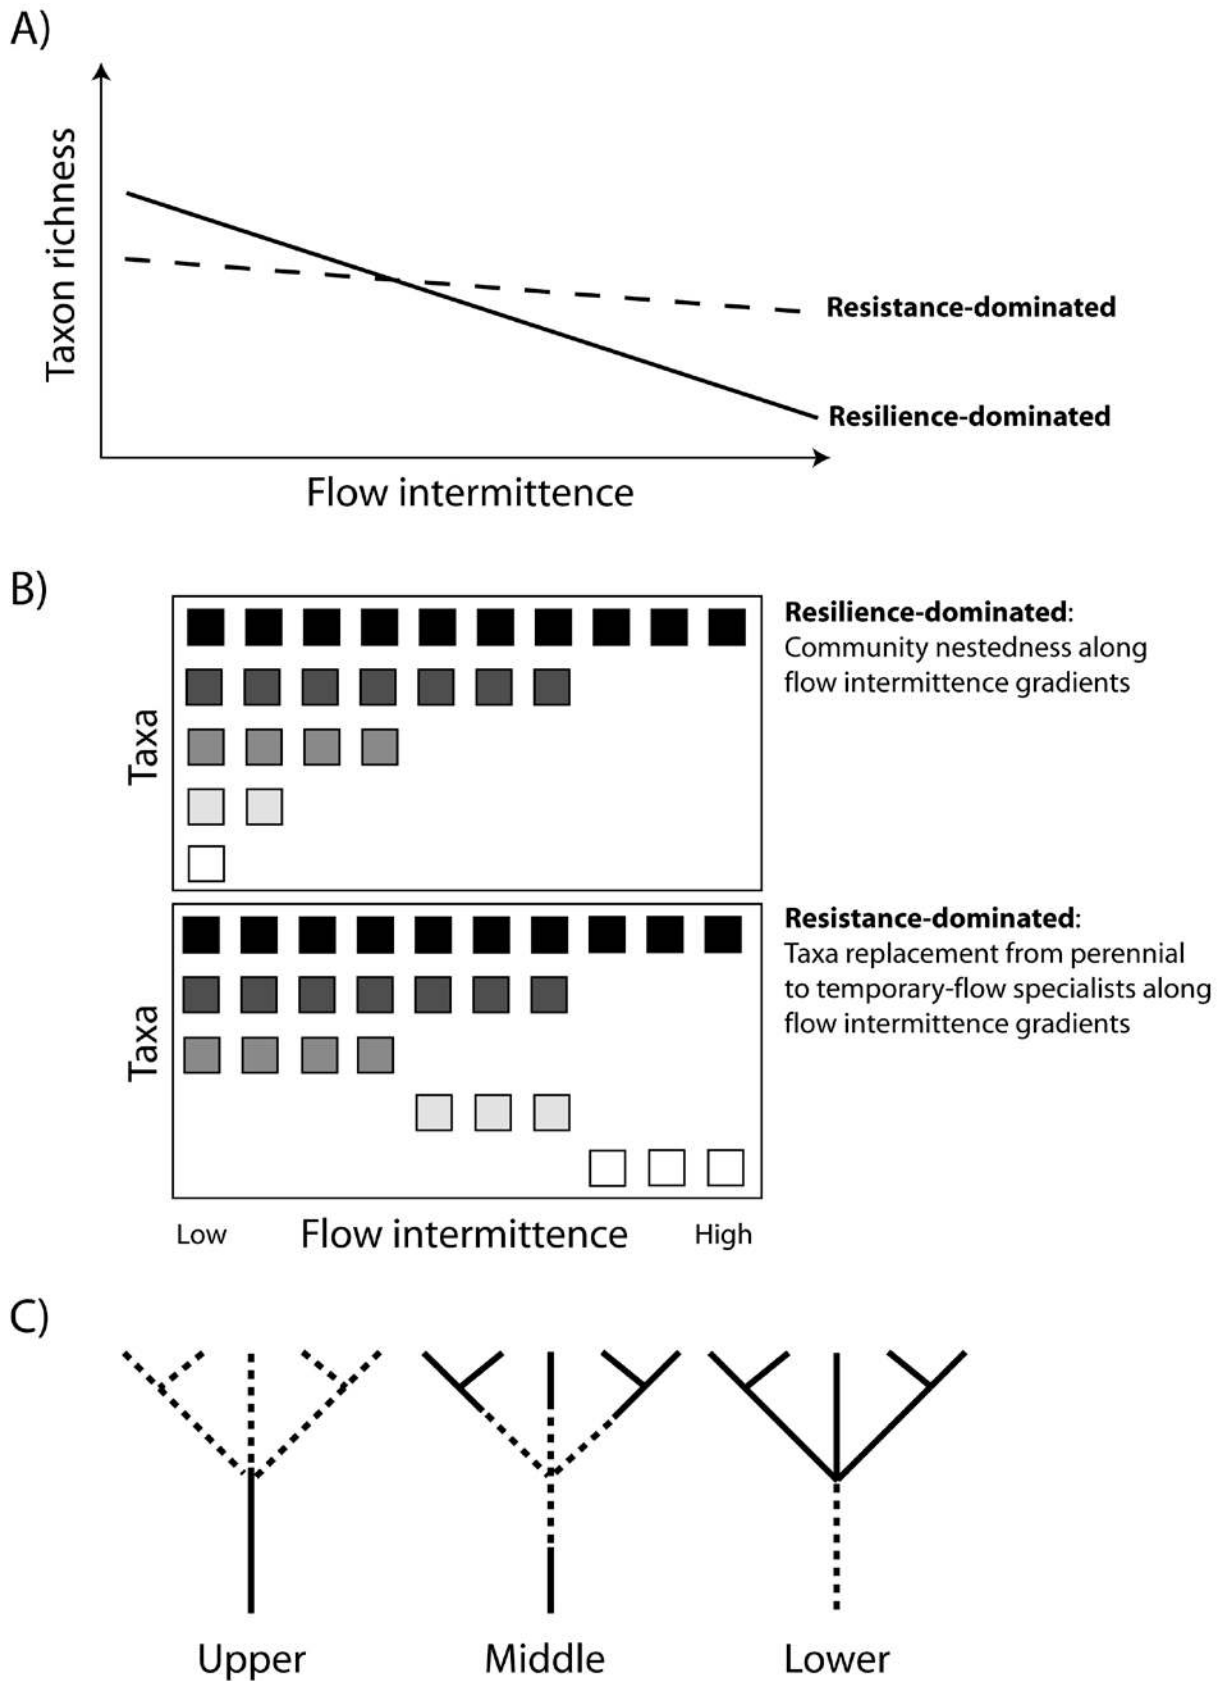 A)
Taxon richness
Resistance-dominated
Resilience-dominated
Flow intermittence
B)
Taxa
Resilience-dominated:
Community nestedness along
flow intermittence gradients
Taxa
Resistance-dominated:
Taxa replacement from perennial
to temporary-flow specialists along
flow intermittence gradients
Low Flow intermittence High
C)
Upper Middle Lower